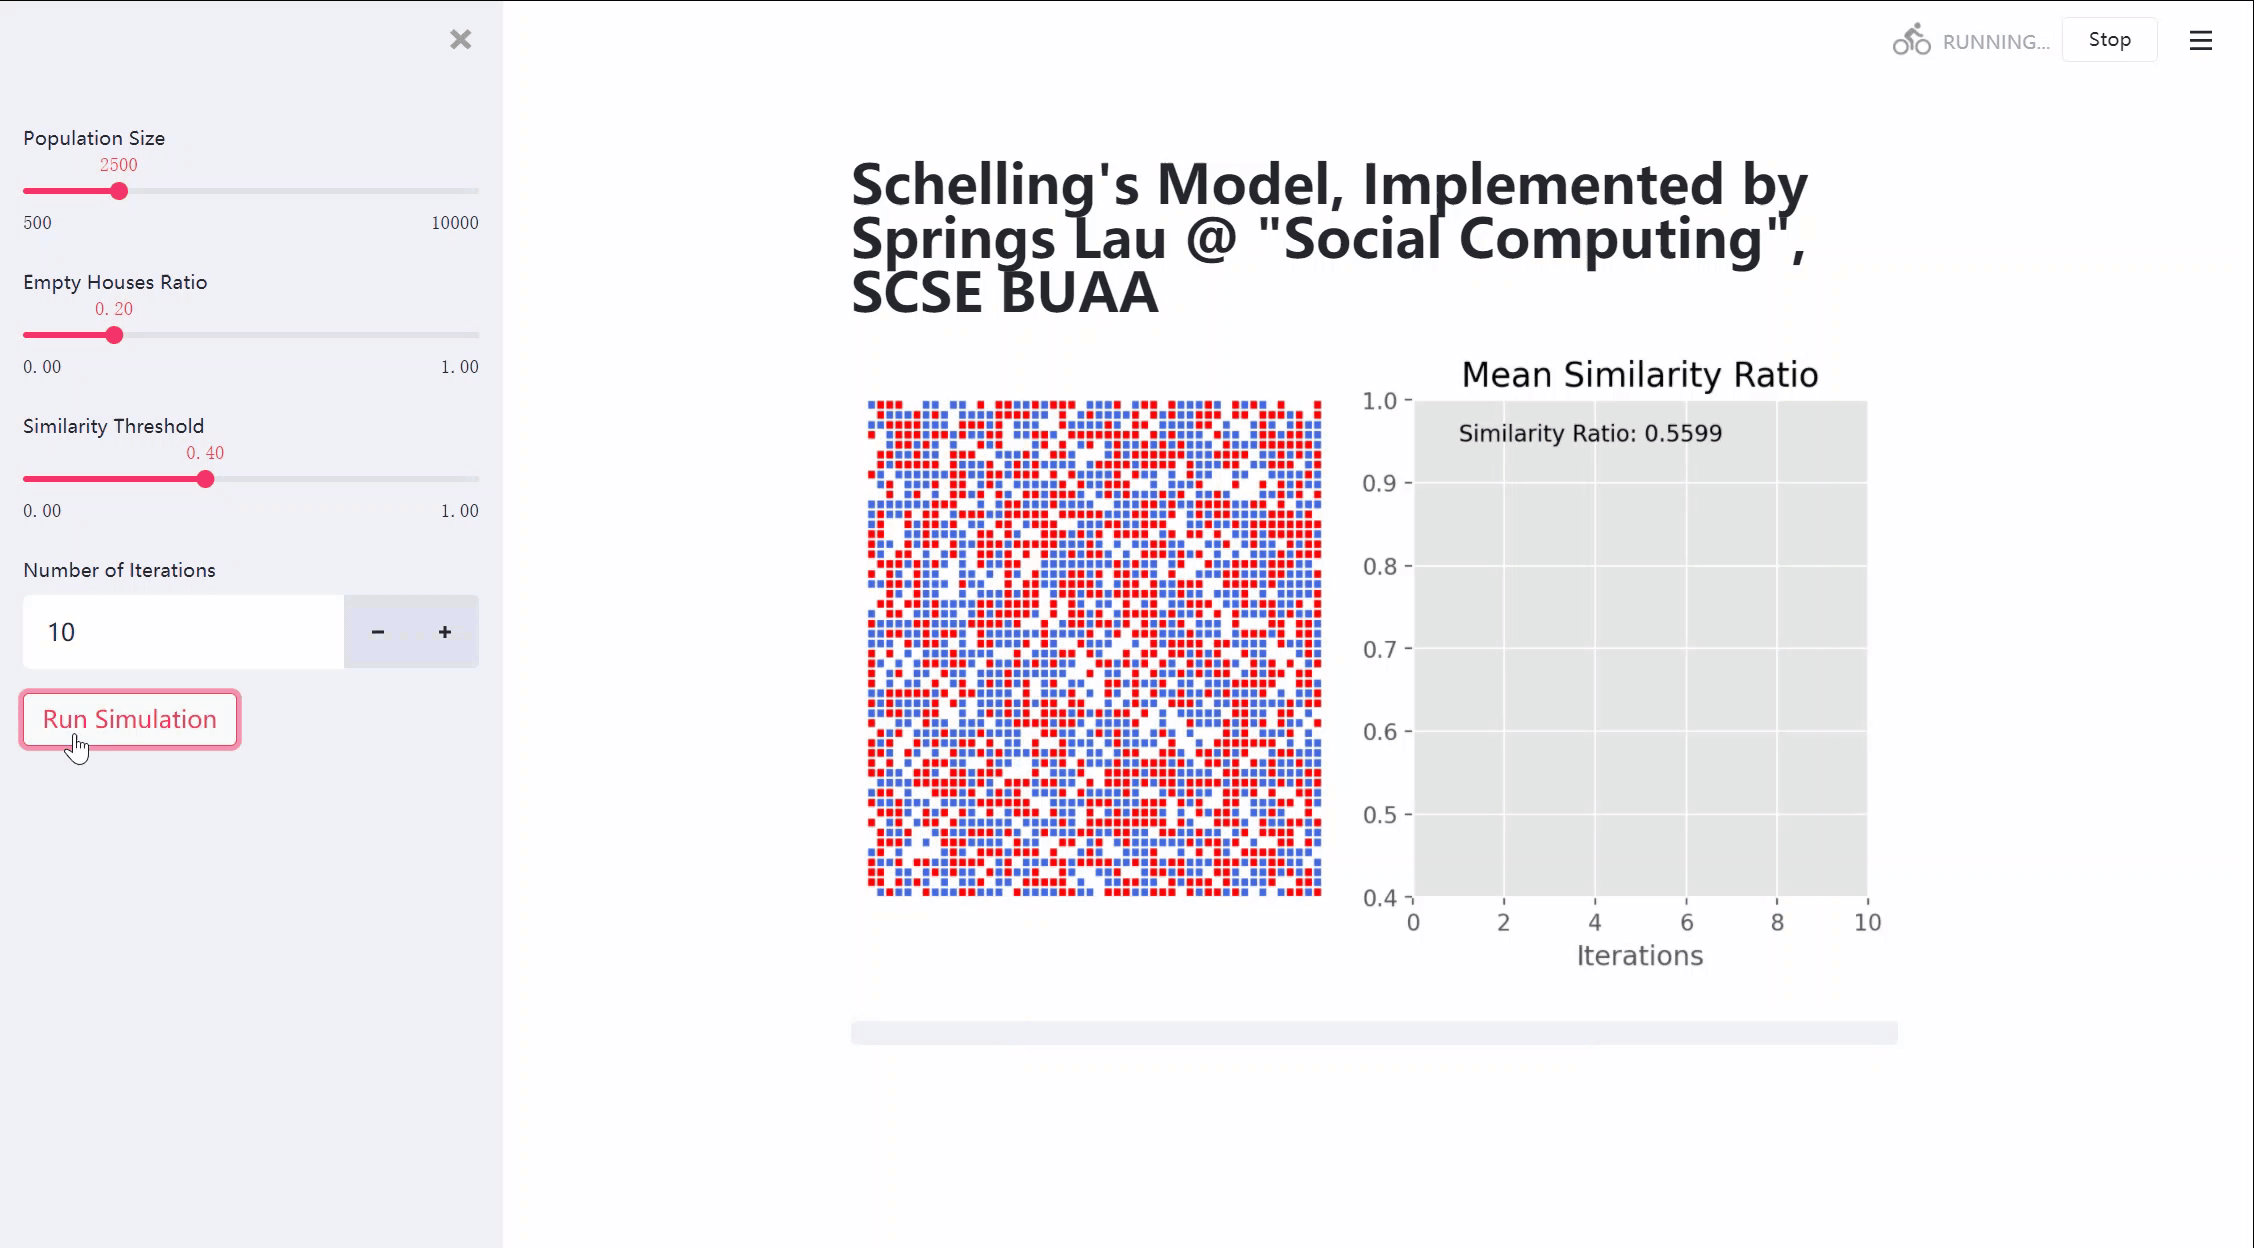 RUNNING...
Stop
Population Size
2500
500
10000
Empty Houses Ratio
0.20
0.00
1.00
Similarity Threshold
0.40
0.00
1.00
Number of Iterations
10
Run Simulation
Schelling's Model, Implemented by
Springs Lau @ "Social Computing",
SCSE BUAA
Mean Similarity Ratio
Similarity Ratio: 0.5599
1.0
0.9
0.8
0.7
0.6
0.5
0.4
0 2 4 6 8 10
Iterations